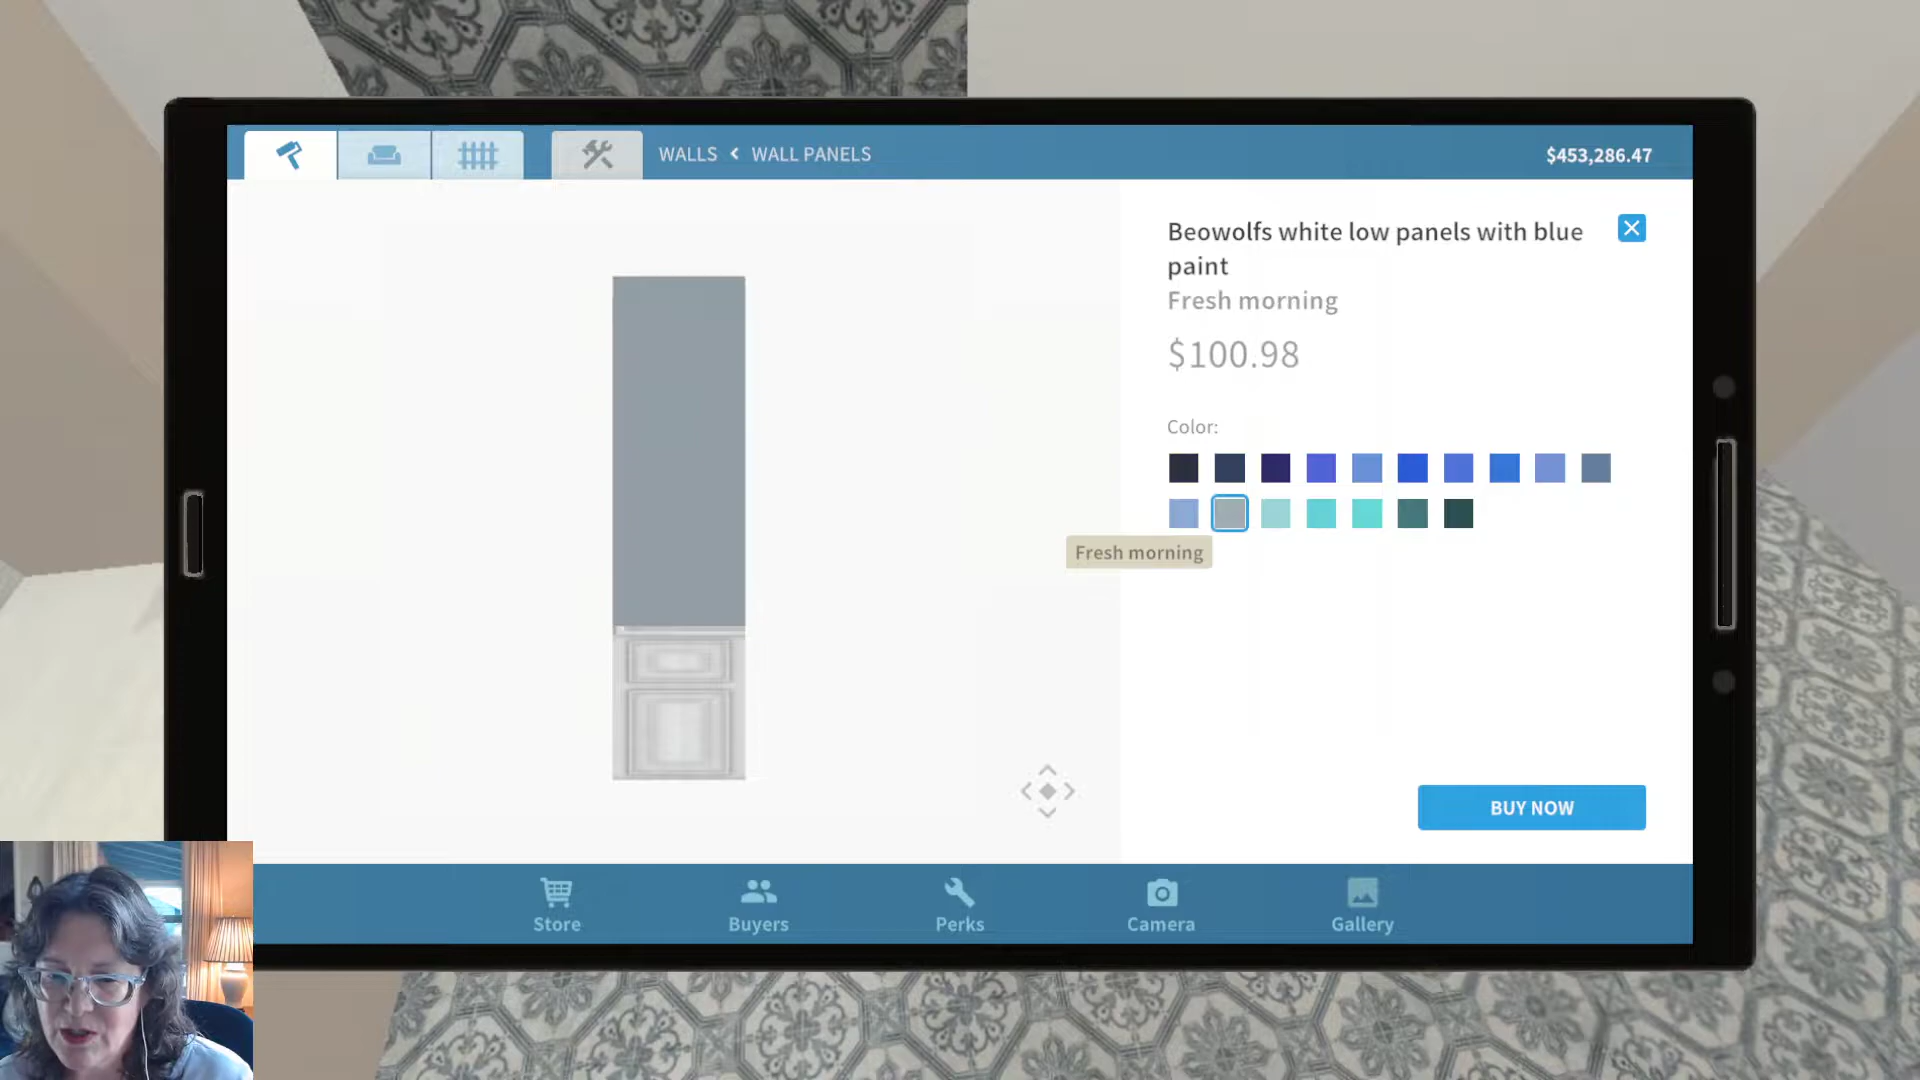 WALLS < WALL PANELS
$453,286.47
Beowolfs white low panels with blue
paint
Fresh morning
$100.98
Color:
Fresh morning
BUY NOW
Store
Buyers
Perks
Camera
Gallery